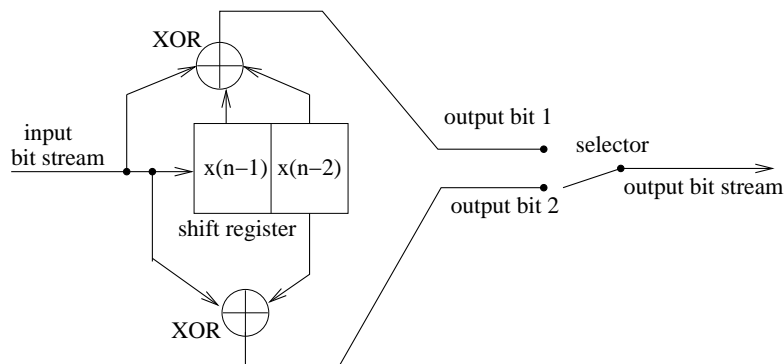 XOR
output bit 1
input
bit stream
x(n−1)
x(n−2)
selector
output bit stream
output bit 2
shift register
XOR